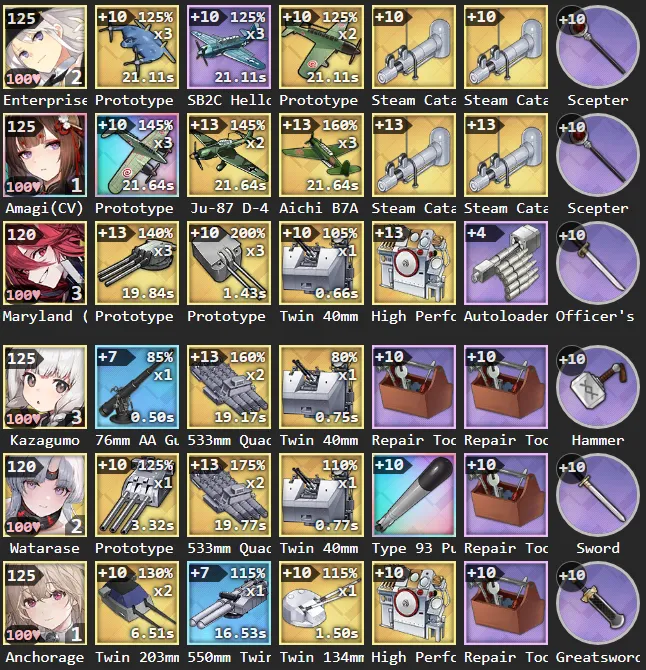 125 +10 125% +10 125% +10 125% +10 +10 +10
x3 x3 x2
100♥ 2 21.11s 21.11s 21.11s
Enterprise Prototype SB2C Hello Prototype Steam Cata Steam Cata Scepter
125 +10 145% +13 145% +13 160% +13 +13 +10
x3 x2 x3
100♥ 1 21.64s 21.64s 21.64s
Amagi(CV) Prototype Ju-87 D-4 Aichi B7A Steam Cata Steam Cata Scepter
120 +13 140% +10 200% +10 105% +13 +4 +10
x3 x3 x1
100♥ 3 19.84s 1.43s 0.66s
Maryland ( Prototype Prototype Twin 40mm High Perfo Autoloader Officer's
125 +7 85% +13 160% 80% +10 +10 +10
x1 x2 x1
100♥ 3 0.50s 19.17s 0.75s
Kazagumo 76mm AA Gu 533mm Quad Twin 40mm Repair Too Repair Too Hammer
120 +10 125% +13 175% 110% +10 +10 +10
x1 x2 x1
100♥ 2 3.32s 19.77s 0.77s
Watarase Prototype 533mm Quad Twin 40mm Type 93 Pu Repair Too Sword
125 +10 130% +7 115% +10 115% +10 +10 +10
x2 x1 x1
100♥ 1 6.51s 16.53s 1.50s
Anchorage Twin 203mm 550mm Twin Twin 134mm High Perfo Repair Too Greatsword